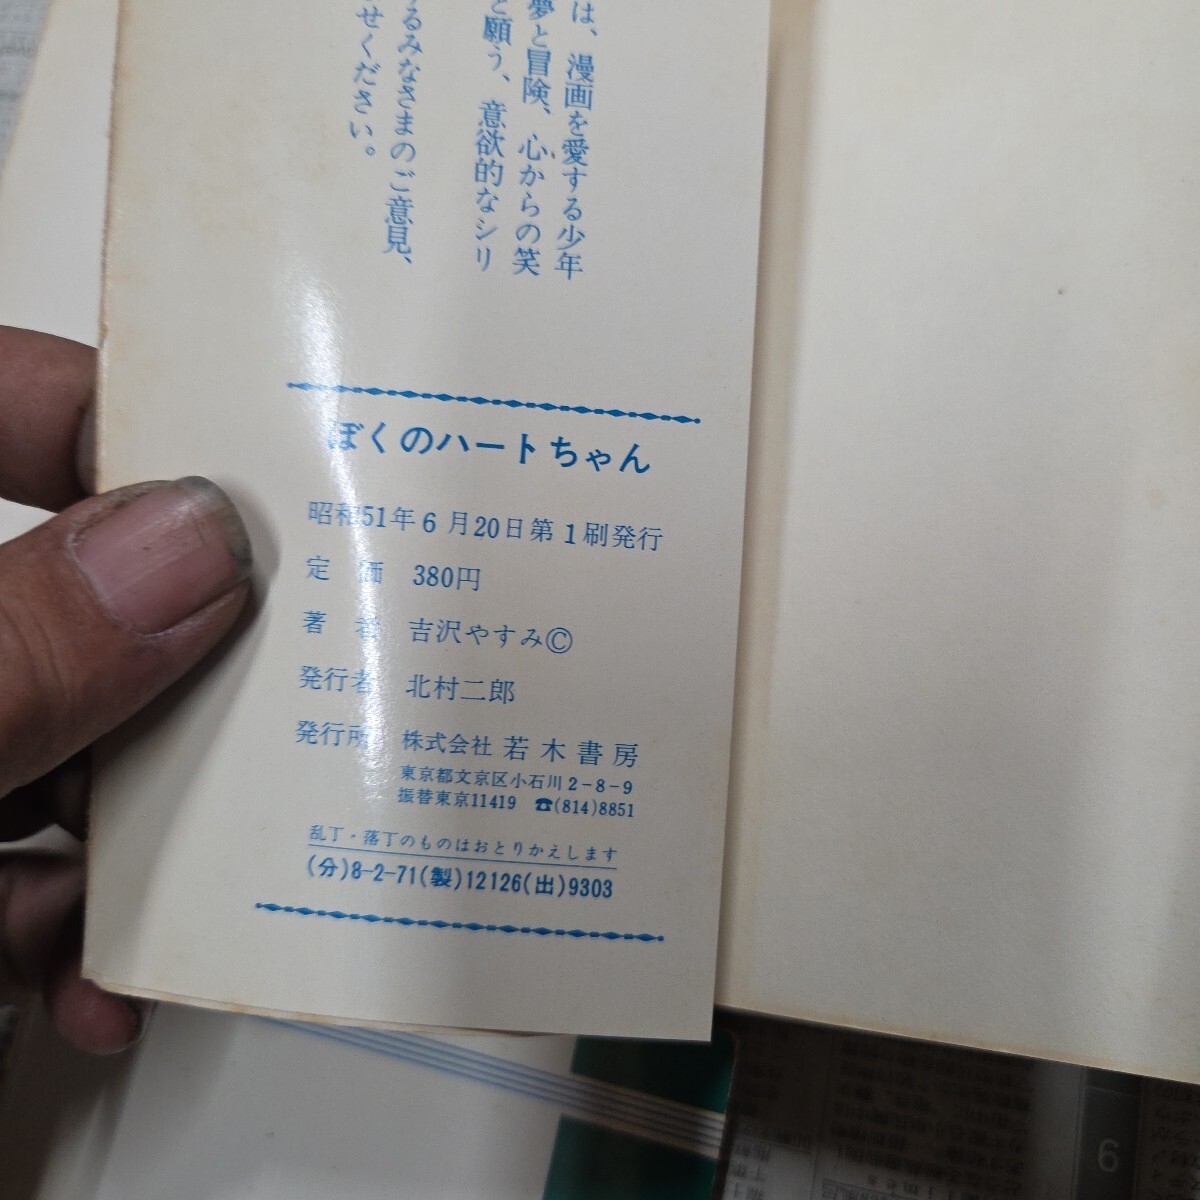 は、漫画を愛する少年
夢と冒険、心からの笑
と願う、意欲的なシリ
るみなさまのご意見、
せください。
ぼくのハートちゃん
昭和51年6月20日第1刷発行
定 価 380円
著 者 吉沢やすみ©
発行者 北村二郎
発行所 株式会社 若木書房
東京都文京区小石川2-8-9
振替東京11419 ☎(814)8851
乱丁・落丁のものはおとりかえします
(分)8-2-71(製)12126(出)9303
6